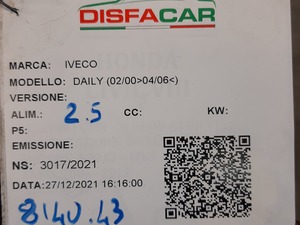 DISFACAR
MARCA: IVECO
MODELLO: DAILY (02/00>04/06<)
VERSIONE:
ALIM.: 2.5 CC: KW:
P5:
EMISSIONE:
NS: 3017/2021
DATA:27/12/2021 16:16:00
8140.43